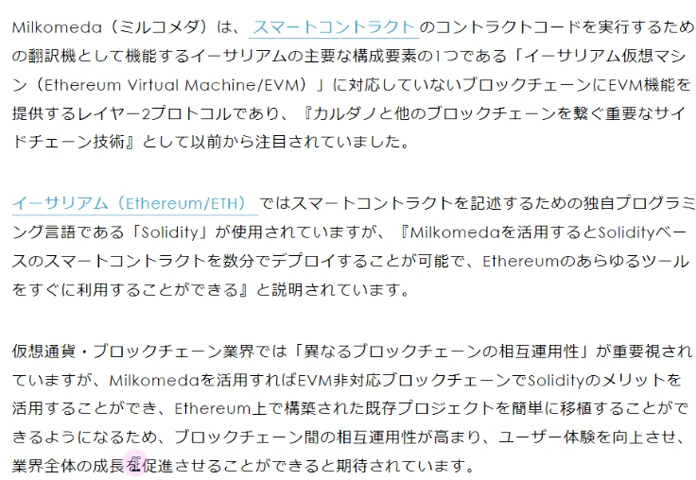 Milkomeda（ミルコメダ）は、スマートコントラクトのコントラクトコードを実行するため
の翻訳機として機能するイーサリアムの主要な構成要素の1つである「イーサリアム仮想マシ
ン（Ethereum Virtual Machine/EVM）」に対応していないブロックチェーンにEVM機能を
提供するレイヤー2プロトコルであり、『カルダノと他のブロックチェーンを繋ぐ重要なサイ
ドチェーン技術』として以前から注目されていました。
イーサリアム（Ethereum/ETH）ではスマートコントラクトを記述するための独自プログラミ
ング言語である「Solidity」が使用されていますが、『Milkomedaを活用するとSolidityベー
スのスマートコントラクトを数分でデプロイすることが可能で、Ethereumのあらゆるツール
をすぐに利用することができる』と説明されています。
仮想通貨・ブロックチェーン業界では「異なるブロックチェーンの相互運用性」が重要視され
ていますが、Milkomedaを活用すればEVM非対応ブロックチェーンでSolidityのメリットを
活用することができ、Ethereum上で構築された既存プロジェクトを簡単に移植することがで
きるようになるため、ブロックチェーン間の相互運用性が高まり、ユーザー体験を向上させ、
業界全体の成長を促進させることができると期待されています。